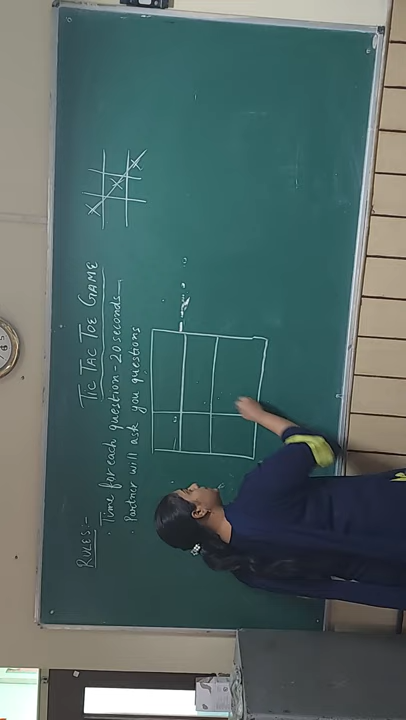 TIC TAC TOE GAME
RULES:-
· Time for each question - 20 seconds
· Partner will ask you questions
X
X
X